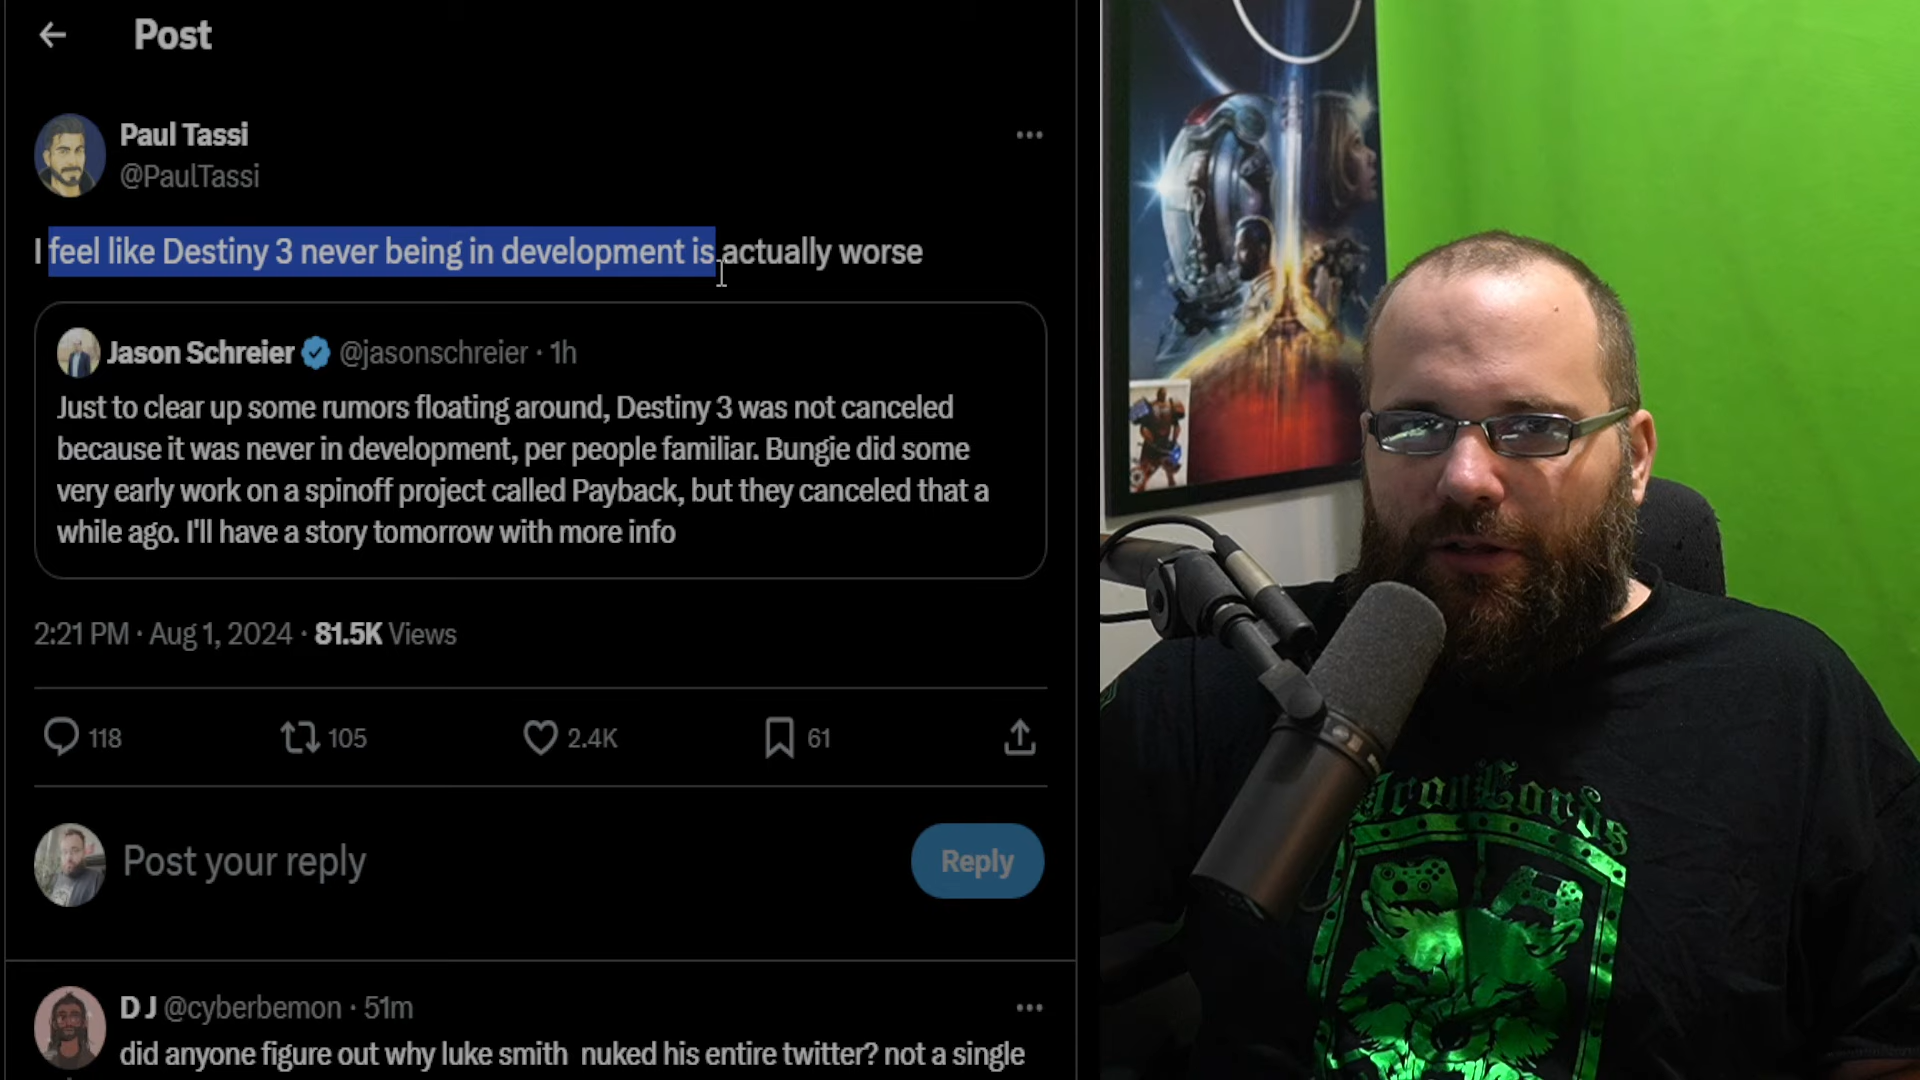 Post
Paul Tassi
@PaulTassi
I feel like Destiny 3 never being in development is actually worse
Jason Schreier @jasonschreier · 1h
Just to clear up some rumors floating around, Destiny 3 was not canceled
because it was never in development, per people familiar. Bungie did some
very early work on a spinoff project called Payback, but they canceled that a
while ago. I'll have a story tomorrow with more info
2:21 PM · Aug 1, 2024 · 81.5K Views
118 105 2.4K 61
Post your reply
Reply
D J @cyberbemon · 51m
did anyone figure out why luke smith nuked his entire twitter? not a single
IronLords